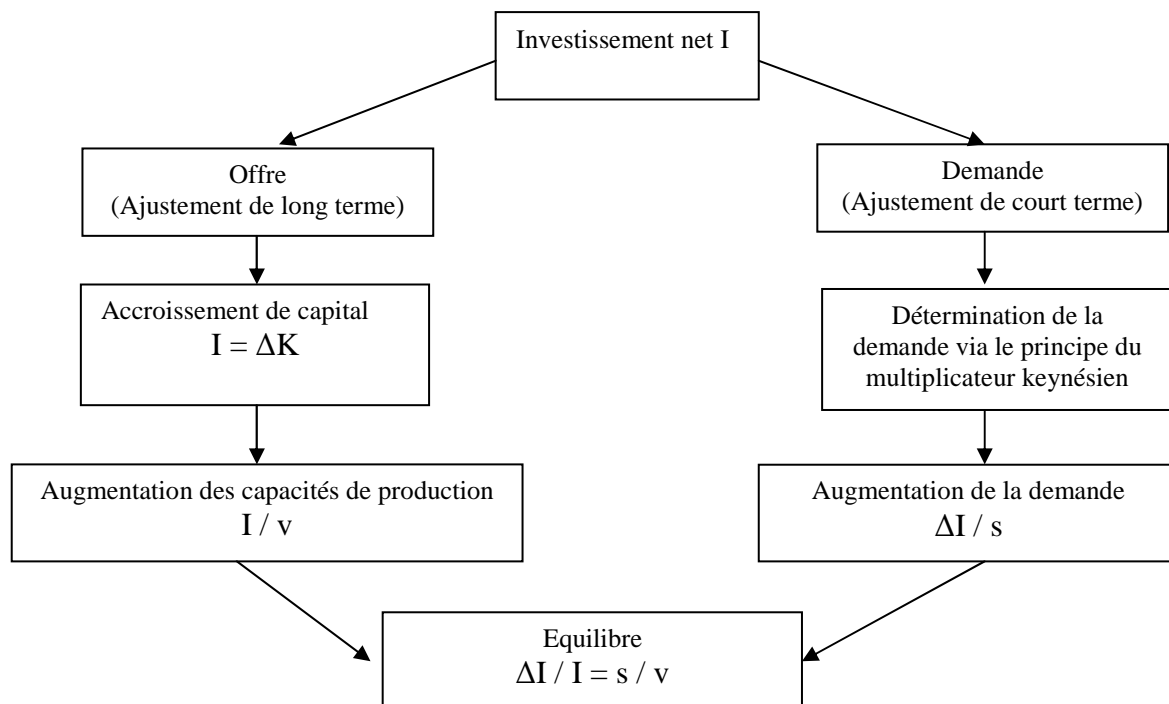 Investissement net I
Offre
(Ajustement de long terme)
Demande
(Ajustement de court terme)
Accroissement de capital
I = ΔK
Détermination de la
demande via le principe du
multiplicateur keynésien
Augmentation des capacités de production
I / v
Augmentation de la demande
ΔI / s
Equilibre
ΔI / I = s / v